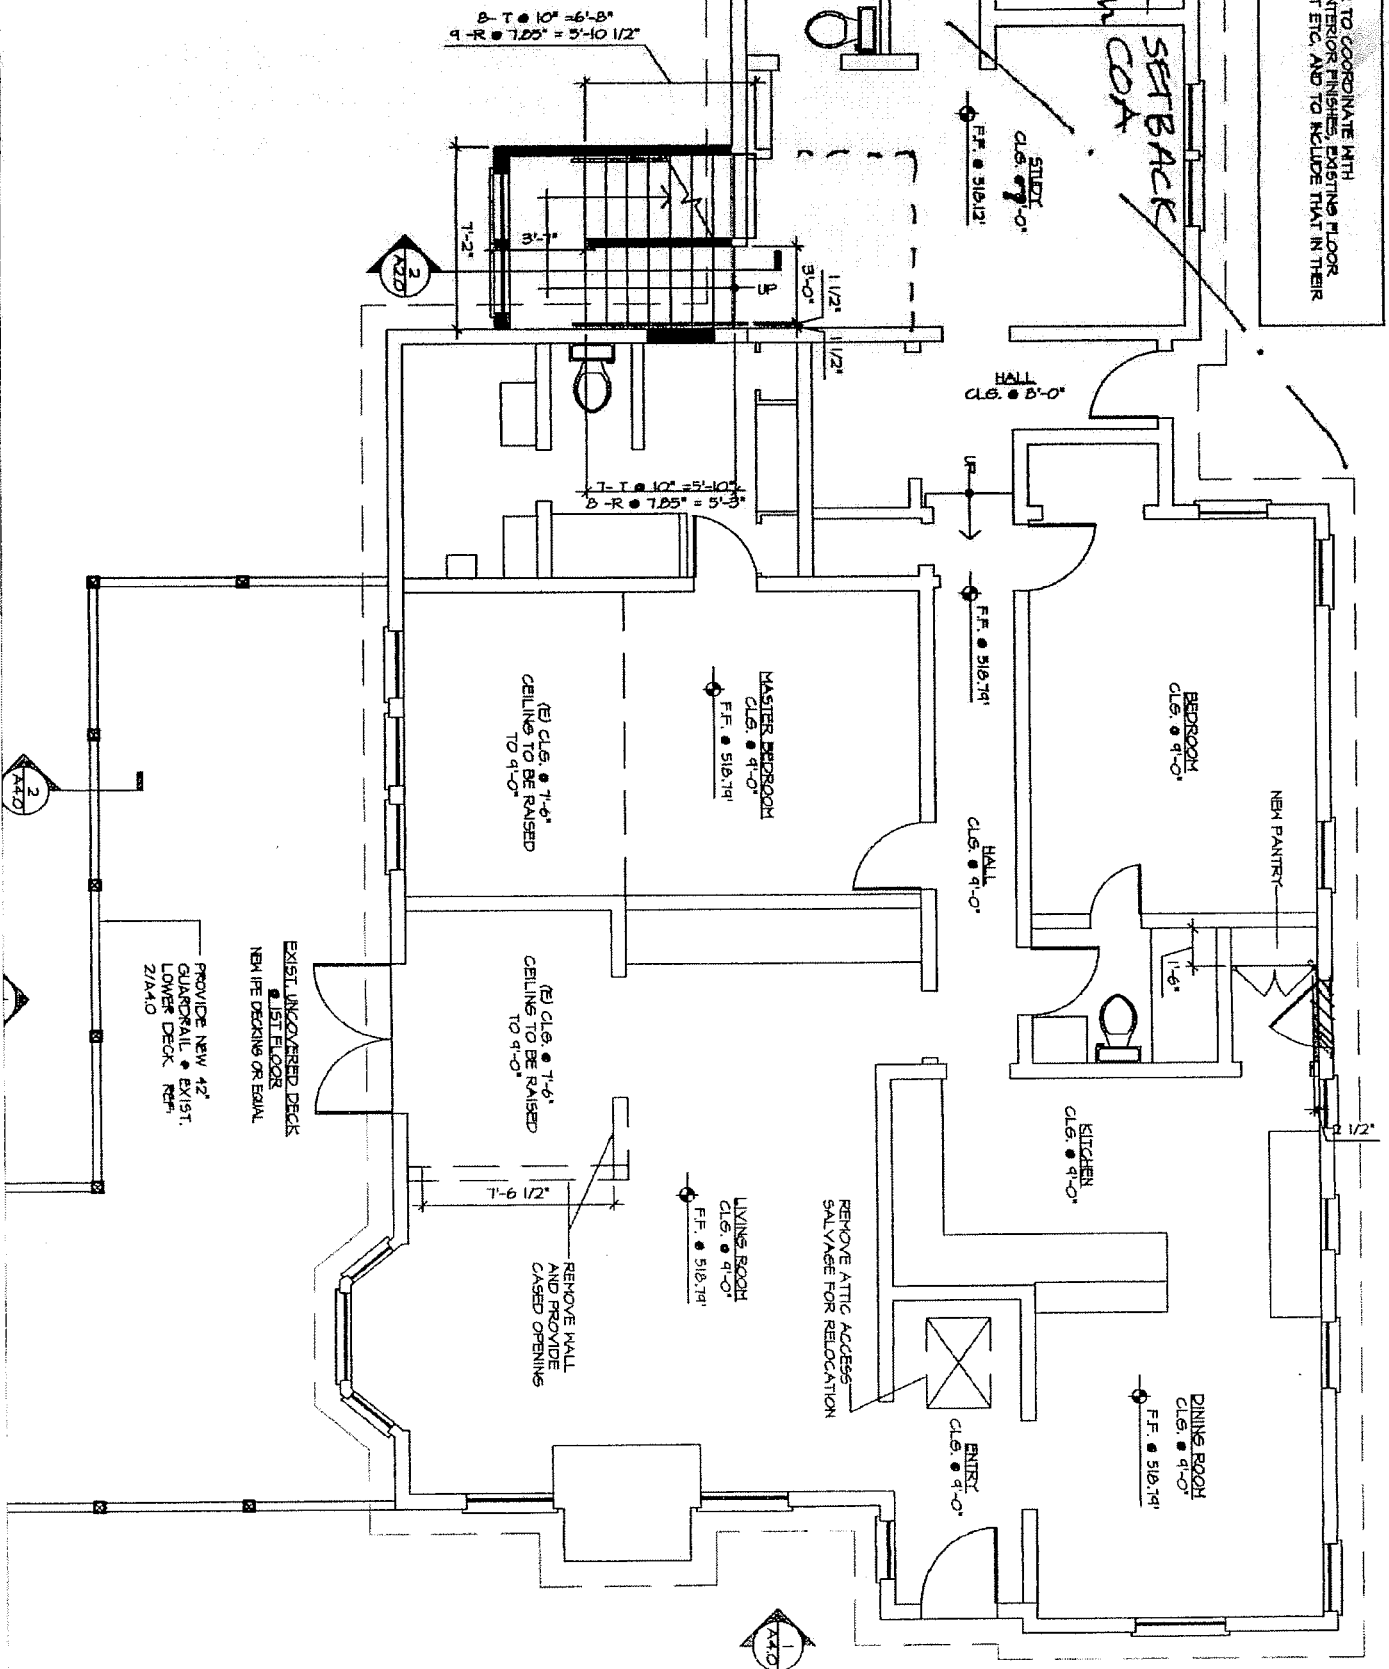 8- T @ 10" =6'-8"
9 -R @ 7.85" = 5'-10 1/2"
TO COORDINATE WITH
INTERIOR FINISHES, EXISTING FLOOR
ETC, AND TO INCLUDE THAT IN THEIR
SETBACK
COA
STUDY
F.F. @ 518.12'
7'-2"
3'-7"
2
A2.0
UP
3'-0"
1 1/2"
1 1/2"
HALL
CLG. @ 8'-0"
UP
7- T @ 10" =5'-10"
8 -R @ 7.85" = 5'-3"
F.F. @ 518.79'
BEDROOM
CLG. @ 9'-0"
NEW PANTRY
MASTER BEDROOM
CLG. @ 9'-0"
F.F. @ 518.79'
(E) CLG. @ 7'-6"
CEILING TO BE RAISED
TO 9'-0"
2
A4.0
HALL
CLG. @ 9'-0"
1'-6"
PROVIDE NEW 42"
GUARDRAIL @ EXIST.
LOWER DECK. REF:
2/A4.0
EXIST. UNCOVERED DECK
@ 1ST FLOOR
NEW IPE DECKING OR EQUAL
(E) CLG. @ 7'-6"
CEILING TO BE RAISED
TO 9'-0"
KITCHEN
CLG. @ 9'-0"
2 1/2"
7'-6 1/2"
LIVING ROOM
CLG. @ 9'-0"
F.F. @ 518.79'
REMOVE ATTIC ACCESS
SALVAGE FOR RELOCATION
REMOVE WALL
AND PROVIDE
CASED OPENING
ENTRY
CLG. @ 9'-0"
DINING ROOM
CLG. @ 9'-0"
F.F. @ 518.79'
1
A4.0